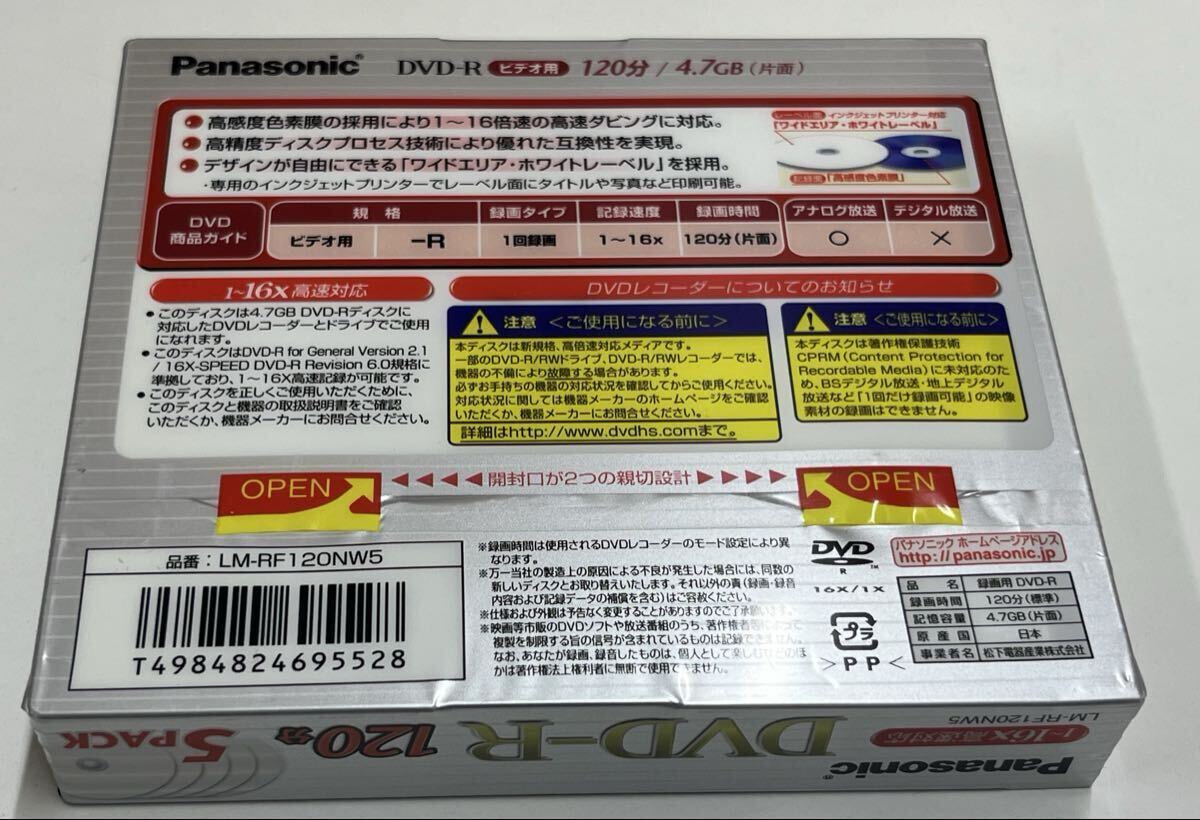 Panasonic® DVD-R ビデオ用 120分 / 4.7GB(片面)
● 高感度色素膜の採用により1~16倍速の高速ダビングに対応。
● 高精度ディスクプロセス技術により優れた互換性を実現。
● デザインが自由にできる「ワイドエリア・ホワイトレーベル」を採用。
・専用のインクジェットプリンターでレーベル面にタイトルや写真など印刷可能。
レーベル面 インクジェットプリンター対応
「ワイドエリア・ホワイトレーベル」
記録面「高感度色素膜」
DVD
商品ガイド
規格 録画タイプ 記録速度 録画時間 アナログ放送 デジタル放送
ビデオ用 -R 1回録画 1~16x 120分(片面) ○ ×
1~16x 高速対応
● このディスクは4.7GB DVD-Rディスクに
対応したDVDレコーダーとドライブでご使用
になれます。
● このディスクはDVD-R for General Version 2.1
/ 16X-SPEED DVD-R Revision 6.0規格に
準拠しており、1~16X高速記録が可能です。
● このディスクを正しくご使用いただくために、
このディスクと機器の取扱説明書をご確認
いただくか、機器メーカーにお問合せください。
DVDレコーダーについてのお知らせ
注意 <ご使用になる前に>
本ディスクは新規格、高倍速対応メディアです。
一部のDVD-R/RWドライブ、DVD-R/RWレコーダーでは、
機器の不備により故障する場合があります。
必ずお手持ちの機器の対応状況を確認してからご使用ください。
対応状況に関しては機器メーカーのホームページをご確認
いただくか、機器メーカーにお問合せください。
詳細はhttp://www.dvdhs.comまで。
注意 <ご使用になる前に>
本ディスクは著作権保護技術
CPRM(Content Protection for
Recordable Media)に未対応のた
め、BSデジタル放送・地上デジタル
放送など「1回だけ録画可能」の映像
素材の録画はできません。
OPEN
開封口が2つの親切設計
OPEN
品番: LM-RF120NW5
T4984824695528
※録画時間は使用されるDVDレコーダーのモード設定により異
なります。
※万一当社の製造上の原因による不良が発生した場合には、同数の
新しいディスクとお取り替えいたします。それ以外の責(録画・録音
内容および記録データの補償を含む)はご容赦ください。
※仕様および外観は予告なく変更することがありますのでご了承願います。
※映画等市販のDVDソフトや放送番組のうち、著作権者等によって
複製を制限する旨の信号が含まれているものは記録できません。
なお、あなたが録画、録音したものは、個人として楽しむなどのほ
かは著作権法上権利者に無断で使用できません。
DVD
R ™
16X/1X
プラ
>PP<
パナソニック ホームページアドレス
http://panasonic.jp
品名 録画用 DVD-R
録画時間 120分(標準)
記憶容量 4.7GB(片面)
原産国 日本
事業者名 松下電器産業株式会社
Panasonic®
1~16x高速対応
LM-RF120NW5
DVD-R 120分
5 PACK